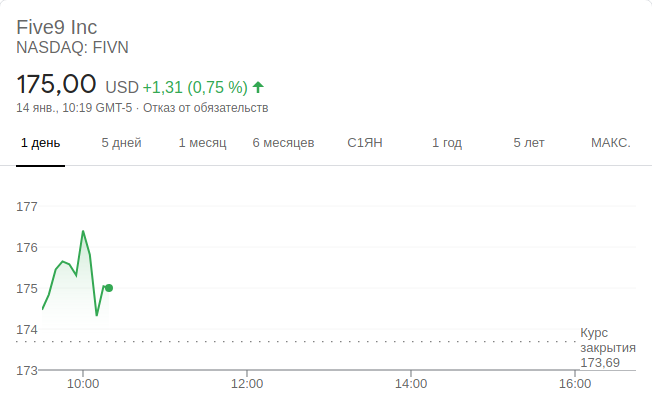 Five9 Inc
NASDAQ: FIVN
175,00 USD +1,31 (0,75 %)
14 янв., 10:19 GMT-5 · Отказ от обязательств
1 день 5 дней 1 месяц 6 месяцев С1ЯН 1 год 5 лет МАКС.
177
176
175
174
Курс
закрытия
173,69
173
10:00 12:00 14:00 16:00